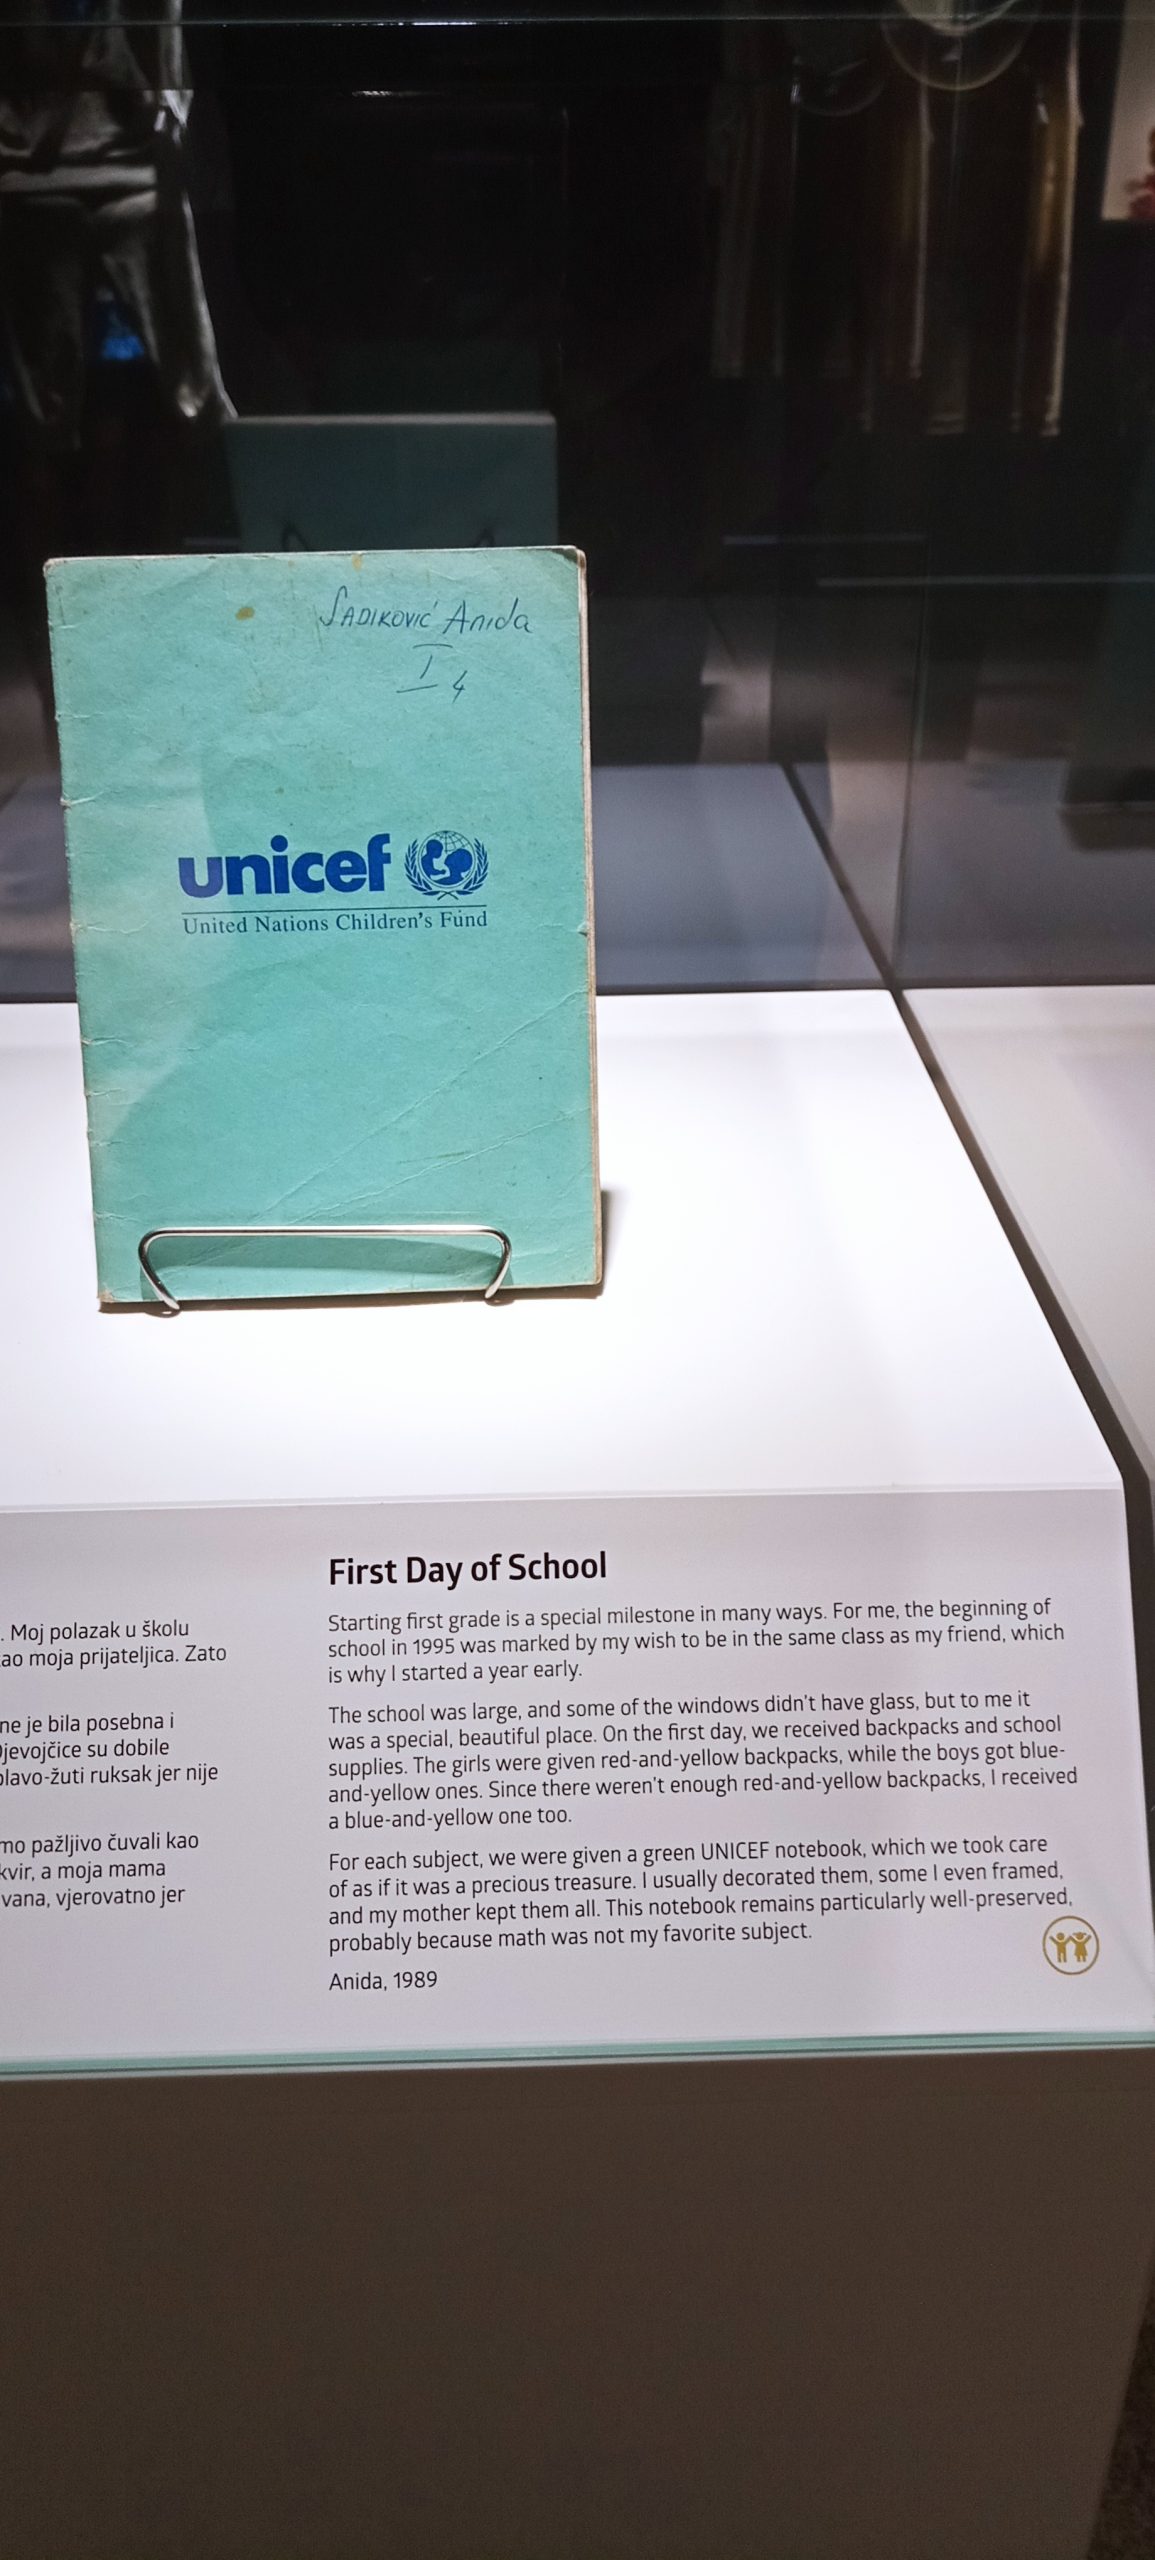 SADIKOVIĆ Anida
I 4
unicef
United Nations Children's Fund
. Moj polazak u školu
ao moja prijateljica. Zato
ne je bila posebna i
Djevojčice su dobile
plavo-žuti ruksak jer nije
mo pažljivo čuvali kao
kvir, a moja mama
vana, vjerovatno jer
First Day of School
Starting first grade is a special milestone in many ways. For me, the beginning of
school in 1995 was marked by my wish to be in the same class as my friend, which
is why I started a year early.
The school was large, and some of the windows didn't have glass, but to me it
was a special, beautiful place. On the first day, we received backpacks and school
supplies. The girls were given red-and-yellow backpacks, while the boys got blue-
and-yellow ones. Since there weren't enough red-and-yellow backpacks, I received
a blue-and-yellow one too.
For each subject, we were given a green UNICEF notebook, which we took care
of as if it was a precious treasure. I usually decorated them, some I even framed,
and my mother kept them all. This notebook remains particularly well-preserved,
probably because math was not my favorite subject.
Anida, 1989